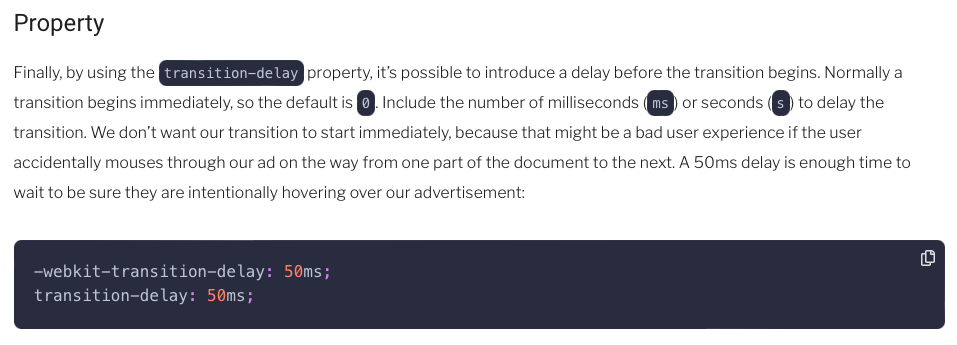 Property
Finally, by using the transition-delay property, it’s possible to introduce a delay before the transition begins. Normally a
transition begins immediately, so the default is 0. Include the number of milliseconds (ms) or seconds (s) to delay the
transition. We don’t want our transition to start immediately, because that might be a bad user experience if the user
accidentally mouses through our ad on the way from one part of the document to the next. A 50ms delay is enough time to
wait to be sure they are intentionally hovering over our advertisement:
-webkit-transition-delay: 50ms;
transition-delay: 50ms;